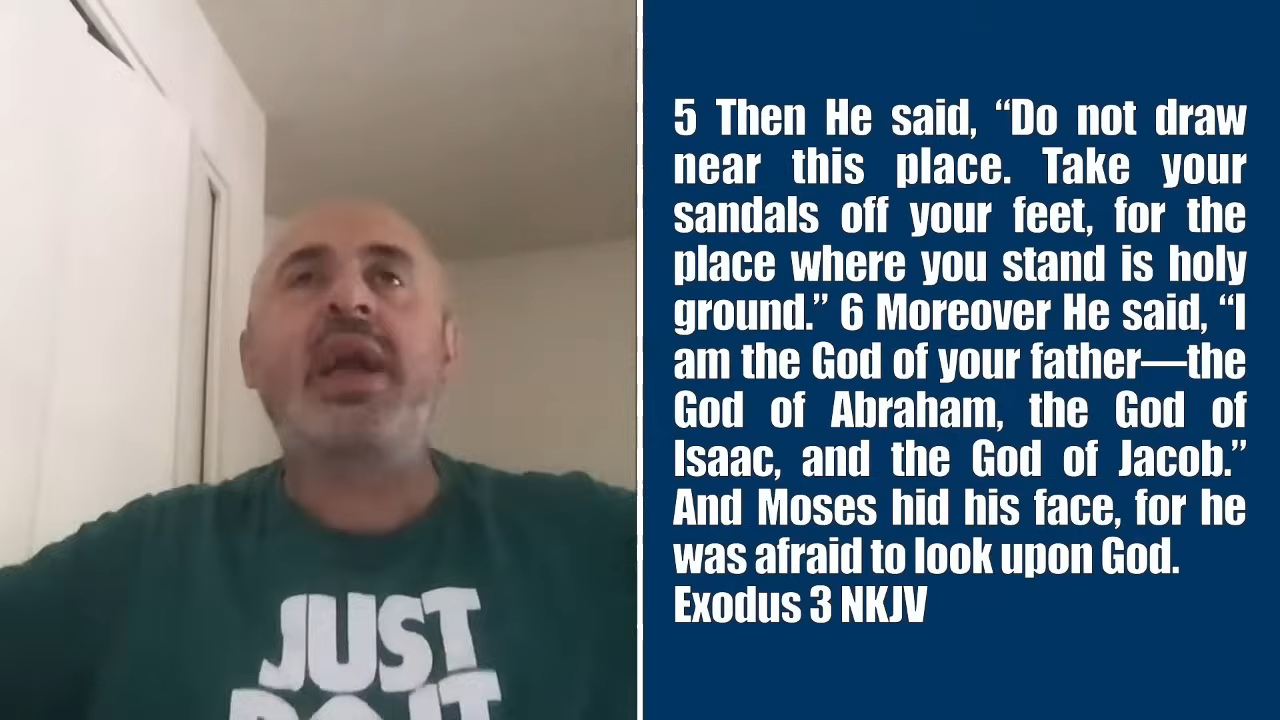 JUST
DO IT
5 Then He said, “Do not draw
near this place. Take your
sandals off your feet, for the
place where you stand is holy
ground.” 6 Moreover He said, “I
am the God of your father—the
God of Abraham, the God of
Isaac, and the God of Jacob.”
And Moses hid his face, for he
was afraid to look upon God.
Exodus 3 NKJV